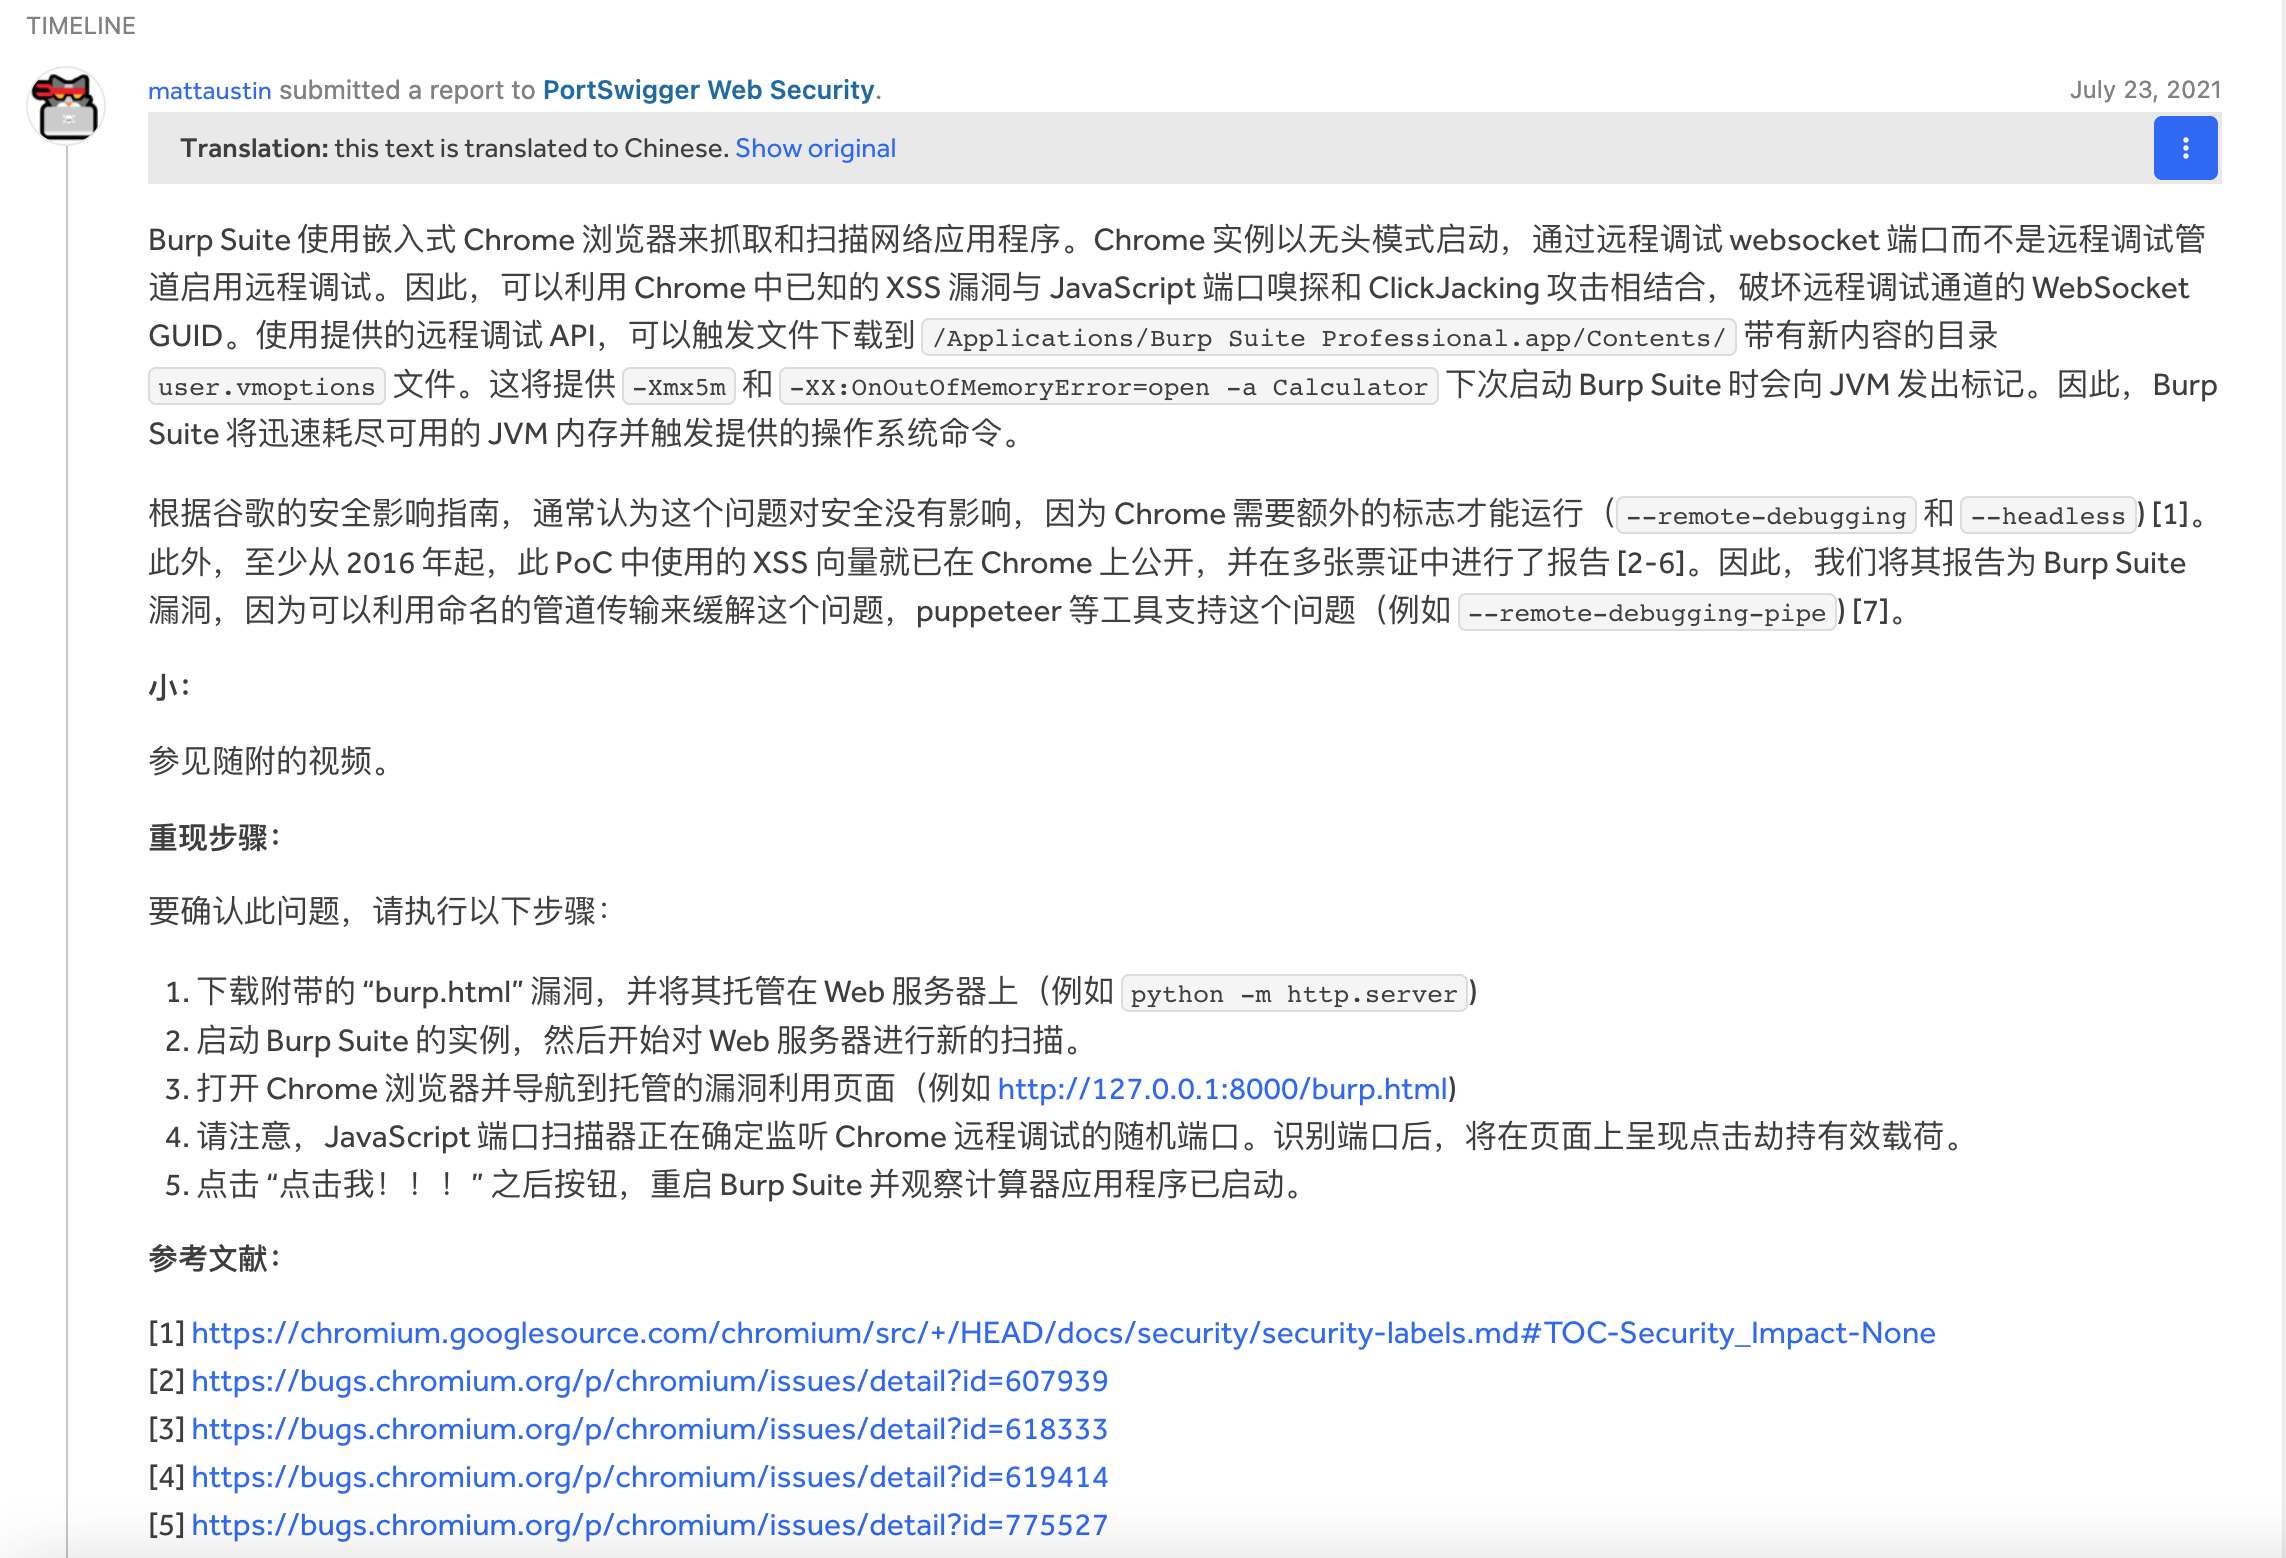 TIMELINE
mattaustin submitted a report to PortSwigger Web Security.
July 23, 2021
Translation: this text is translated to Chinese. Show original
Burp Suite 使用嵌入式 Chrome 浏览器来抓取和扫描网络应用程序。Chrome 实例以无头模式启动，通过远程调试 websocket 端口而不是远程调试管
道启用远程调试。因此，可以利用 Chrome 中已知的 XSS 漏洞与 JavaScript 端口嗅探和 ClickJacking 攻击相结合，破坏远程调试通道的 WebSocket
GUID。使用提供的远程调试 API，可以触发文件下载到 /Applications/Burp Suite Professional.app/Contents/ 带有新内容的目录
user.vmoptions 文件。这将提供 -Xmx5m 和 -XX:OnOutOfMemoryError=open -a Calculator 下次启动 Burp Suite 时会向 JVM 发出标记。因此，Burp
Suite 将迅速耗尽可用的 JVM 内存并触发提供的操作系统命令。
根据谷歌的安全影响指南，通常认为这个问题对安全没有影响，因为 Chrome 需要额外的标志才能运行（--remote-debugging 和 --headless) [1]。
此外，至少从 2016 年起，此 PoC 中使用的 XSS 向量就已在 Chrome 上公开，并在多张票证中进行了报告 [2-6]。因此，我们将其报告为 Burp Suite
漏洞，因为可以利用命名的管道传输来缓解这个问题，puppeteer 等工具支持这个问题（例如 --remote-debugging-pipe) [7]。
小：
参见随附的视频。
重现步骤：
要确认此问题，请执行以下步骤：
1. 下载附带的 “burp.html” 漏洞，并将其托管在 Web 服务器上（例如 python -m http.server)
2. 启动 Burp Suite 的实例，然后开始对 Web 服务器进行新的扫描。
3. 打开 Chrome 浏览器并导航到托管的漏洞利用页面（例如 http://127.0.0.1:8000/burp.html)
4. 请注意，JavaScript 端口扫描器正在确定监听 Chrome 远程调试的随机端口。识别端口后，将在页面上呈现点击劫持有效载荷。
5. 点击 “点击我！！！” 之后按钮，重启 Burp Suite 并观察计算器应用程序已启动。
参考文献：
[1] https://chromium.googlesource.com/chromium/src/+/HEAD/docs/security/security-labels.md#TOC-Security_Impact-None
[2] https://bugs.chromium.org/p/chromium/issues/detail?id=607939
[3] https://bugs.chromium.org/p/chromium/issues/detail?id=618333
[4] https://bugs.chromium.org/p/chromium/issues/detail?id=619414
[5] https://bugs.chromium.org/p/chromium/issues/detail?id=775527